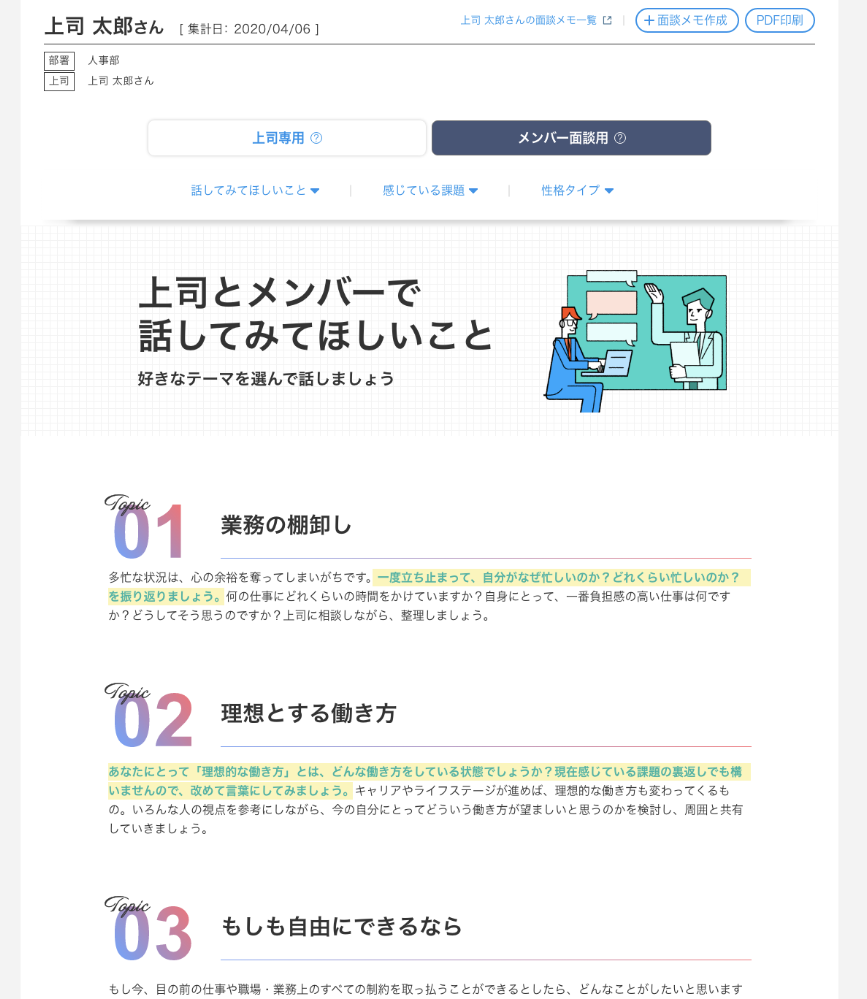 上司 太郎さん [ 集計日: 2020/04/06 ] 上司 太郎さんの面談メモ一覧 +面談メモ作成 PDF印刷
部署 人事部
上司 上司 太郎さん
上司専用 メンバー面談用
話してみてほしいこと 感じている課題 性格タイプ
上司とメンバーで
話してみてほしいこと
好きなテーマを選んで話しましょう
Topic
01 業務の棚卸し
多忙な状況は、心の余裕を奪ってしまいがちです。一度立ち止まって、自分がなぜ忙しいのか？どれくらい忙しいのか？
を振り返りましょう。何の仕事にどれくらいの時間をかけていますか？自身にとって、一番負担感の高い仕事は何です
か？どうしてそう思うのですか？上司に相談しながら、整理しましょう。
Topic
02 理想とする働き方
あなたにとって「理想的な働き方」とは、どんな働き方をしている状態でしょうか？現在感じている課題の裏返しでも構
いませんので、改めて言葉にしてみましょう。キャリアやライフステージが進めば、理想的な働き方も変わってくるも
の。いろんな人の視点を参考にしながら、今の自分にとってどういう働き方が望ましいと思うのかを検討し、周囲と共有
していきましょう。
Topic
03 もしも自由にできるなら
もし今、目の前の仕事や職場・業務上のすべての制約を取っ払うことができるとしたら、どんなことがしたいと思います